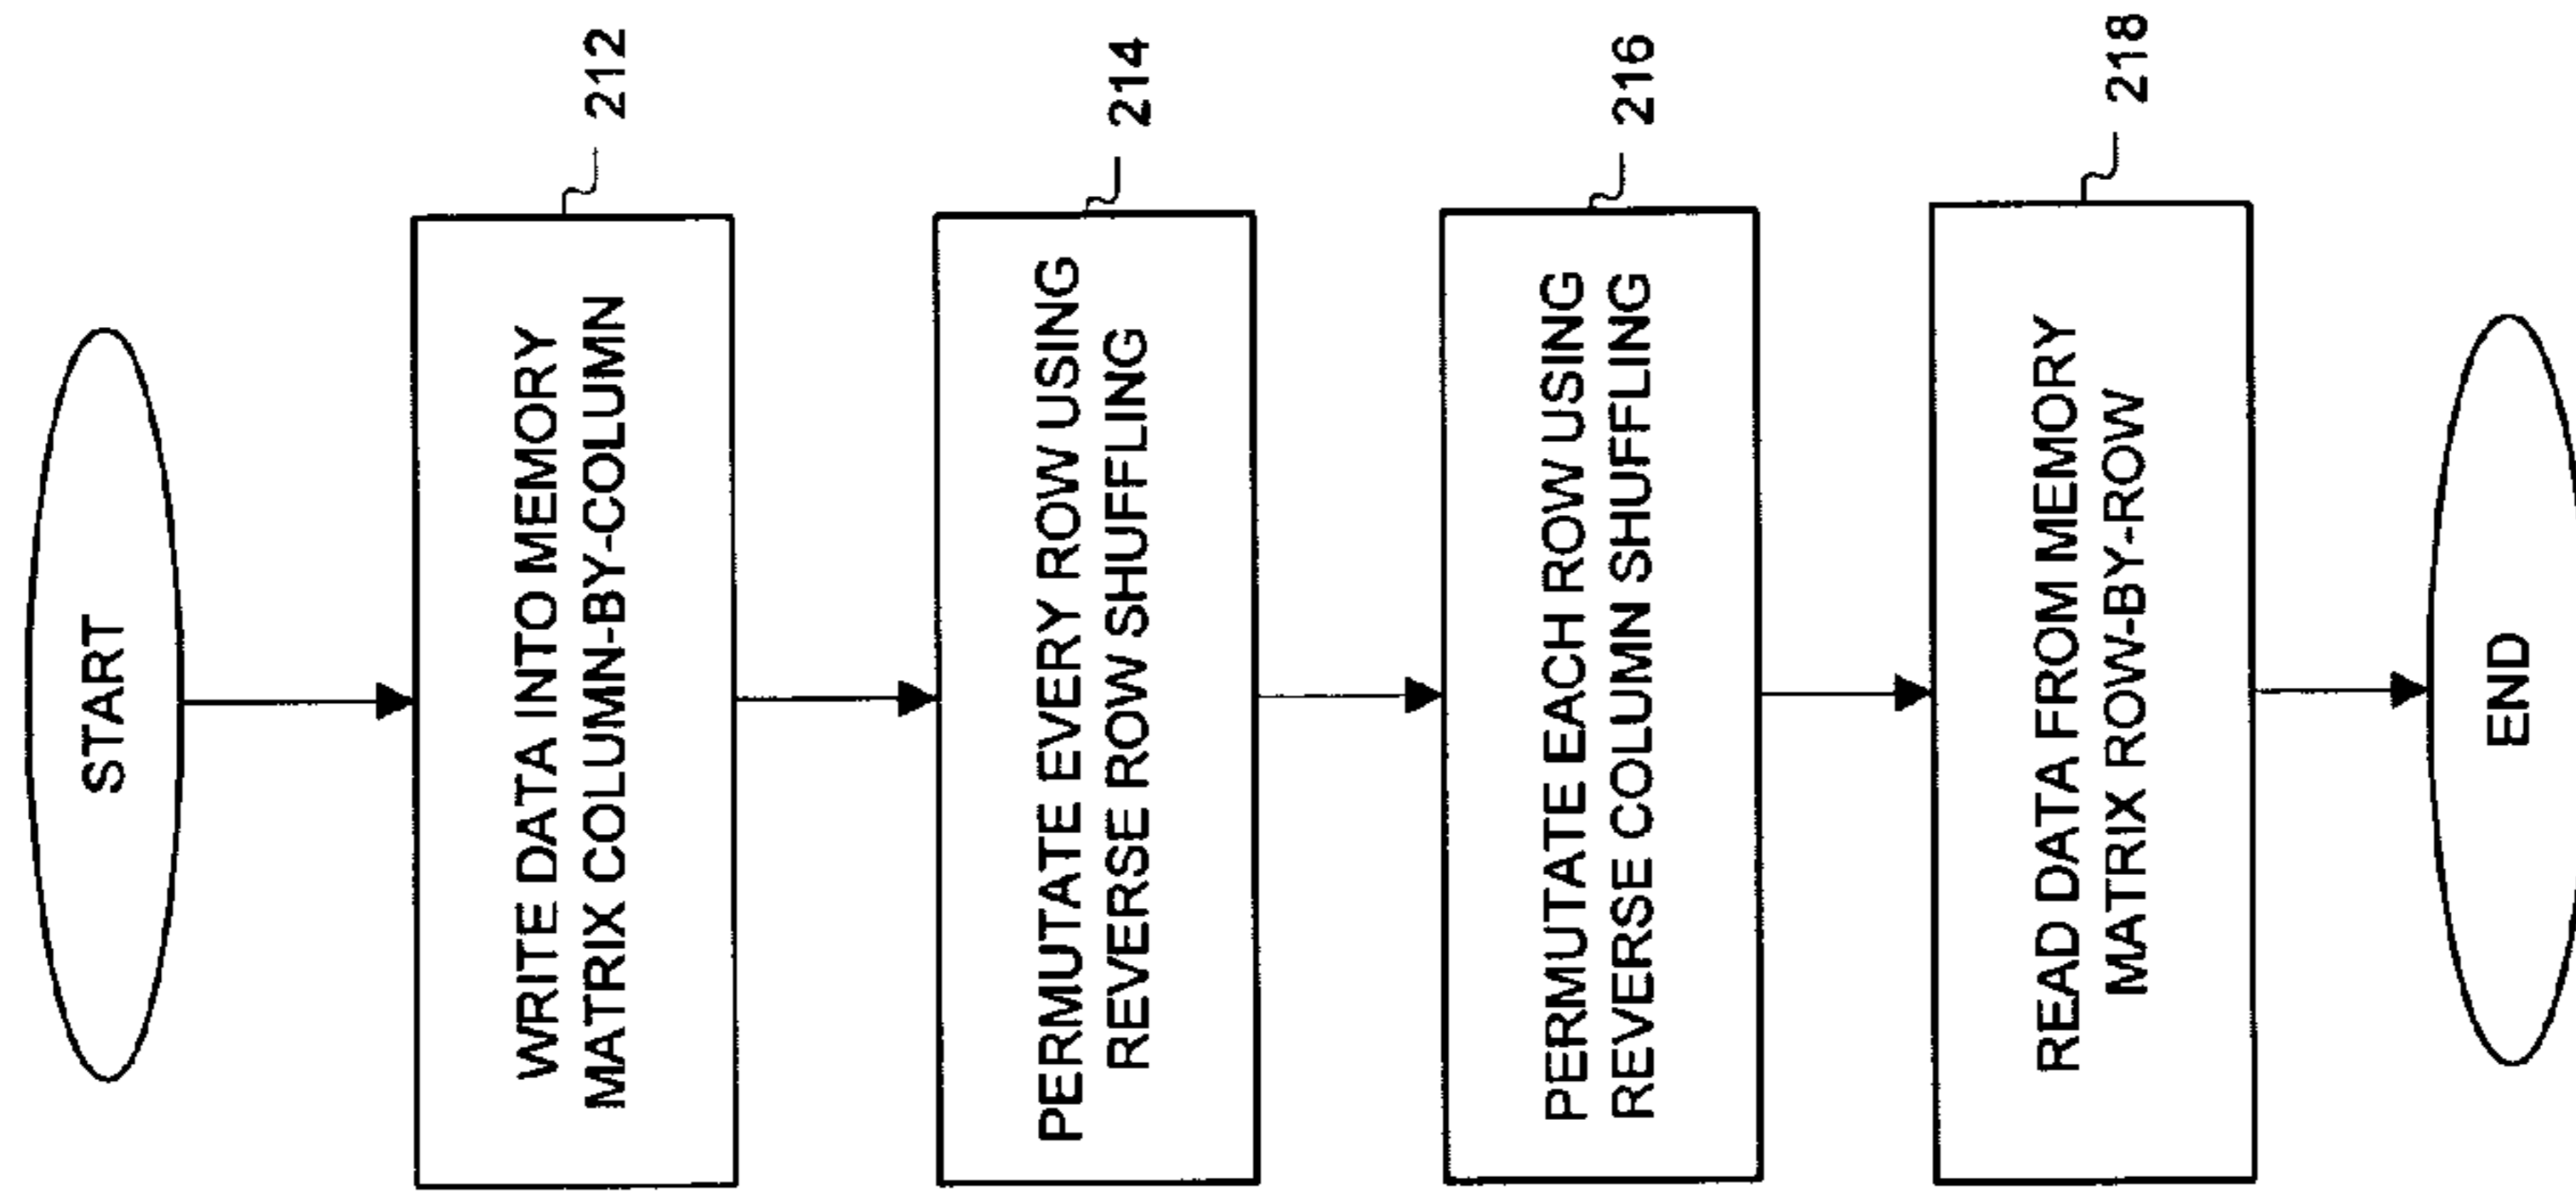 START
WRITE DATA INTO MEMORY
MATRIX COLUMN-BY-COLUMN
212
PERMUTATE EVERY ROW USING
REVERSE ROW SHUFFLING
214
PERMUTATE EACH ROW USING
REVERSE COLUMN SHUFFLING
216
READ DATA FROM MEMORY
MATRIX ROW-BY-ROW
218
END